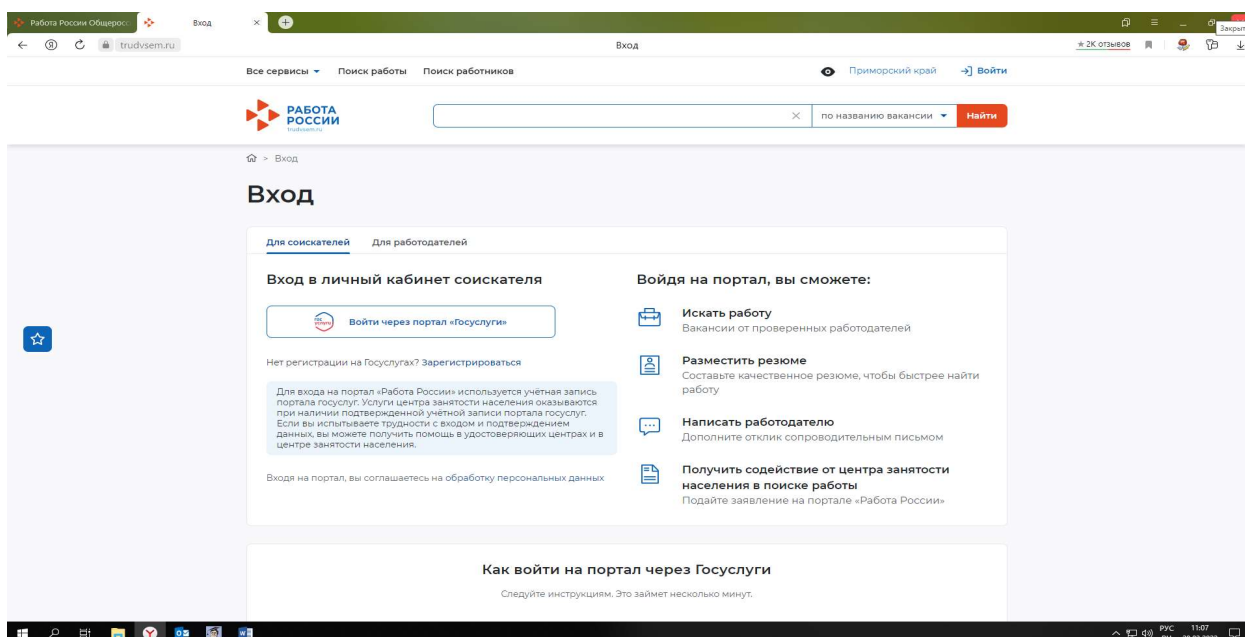 Работа России Общерос
Вход
trudvsem.ru
Вход
2К отзывов
Закрыт
Все сервисы
Поиск работы
Поиск работников
Приморский край
Войти
РАБОТА
РОССИИ
trudvsem.ru
по названию вакансии
Найти
> Вход
Вход
Для соискателей
Для работодателей
Вход в личный кабинет соискателя
госуслуги
Войти через портал «Госуслуги»
Нет регистрации на Госуслугах? Зарегистрироваться
Для входа на портал «Работа России» используется учётная запись
портала госуслуг. Услуги центра занятости населения оказываются
при наличии подтвержденной учётной записи портала госуслуг.
Если вы испытываете трудности с входом и подтверждением
данных, вы можете получить помощь в удостоверяющих центрах и в
центре занятости населения.
Входя на портал, вы соглашаетесь на обработку персональных данных
Войдя на портал, вы сможете:
Искать работу
Вакансии от проверенных работодателей
Разместить резюме
Составьте качественное резюме, чтобы быстрее найти
работу
Написать работодателю
Дополните отклик сопроводительным письмом
Получить содействие от центра занятости
населения в поиске работы
Подайте заявление на портале «Работа России»
Как войти на портал через Госуслуги
Следуйте инструкциям. Это займет несколько минут.
РУС
11:07